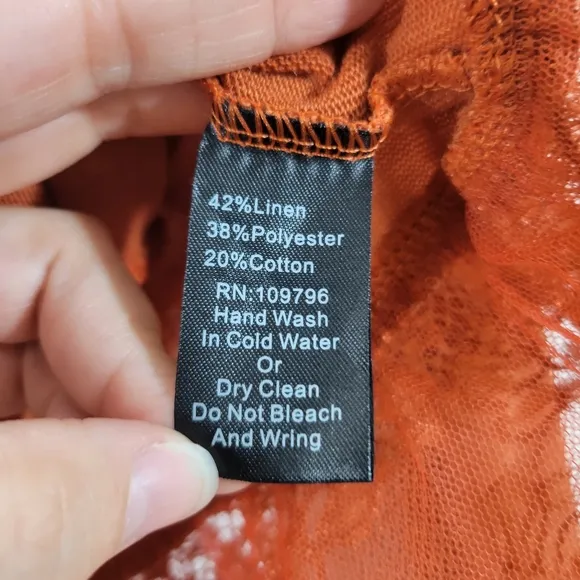 42%Linen
38%Polyester
20%Cotton
RN:109796
Hand Wash
In Cold Water
Or
Dry Clean
Do Not Bleach
And Wring